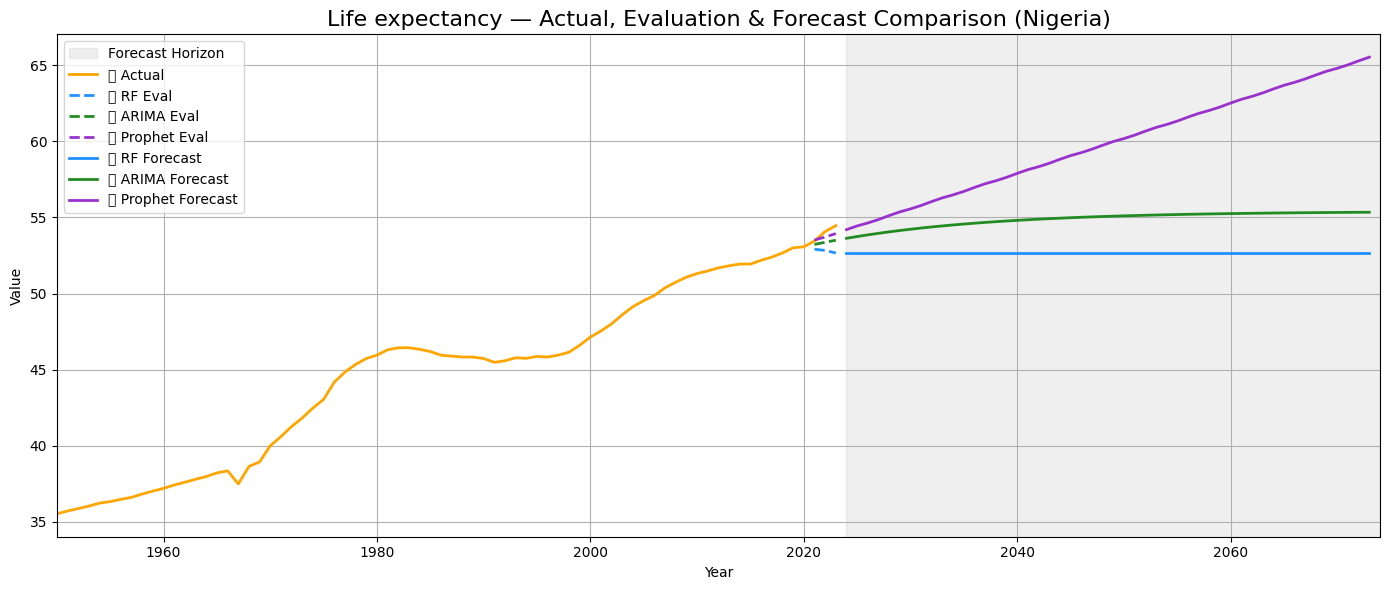 Life expectancy — Actual, Evaluation & Forecast Comparison (Nigeria)
Forecast Horizon
Actual
RF Eval
ARIMA Eval
Prophet Eval
RF Forecast
ARIMA Forecast
Prophet Forecast
Value
65
60
55
50
45
40
35
1960
1980
2000
2020
2040
2060
Year